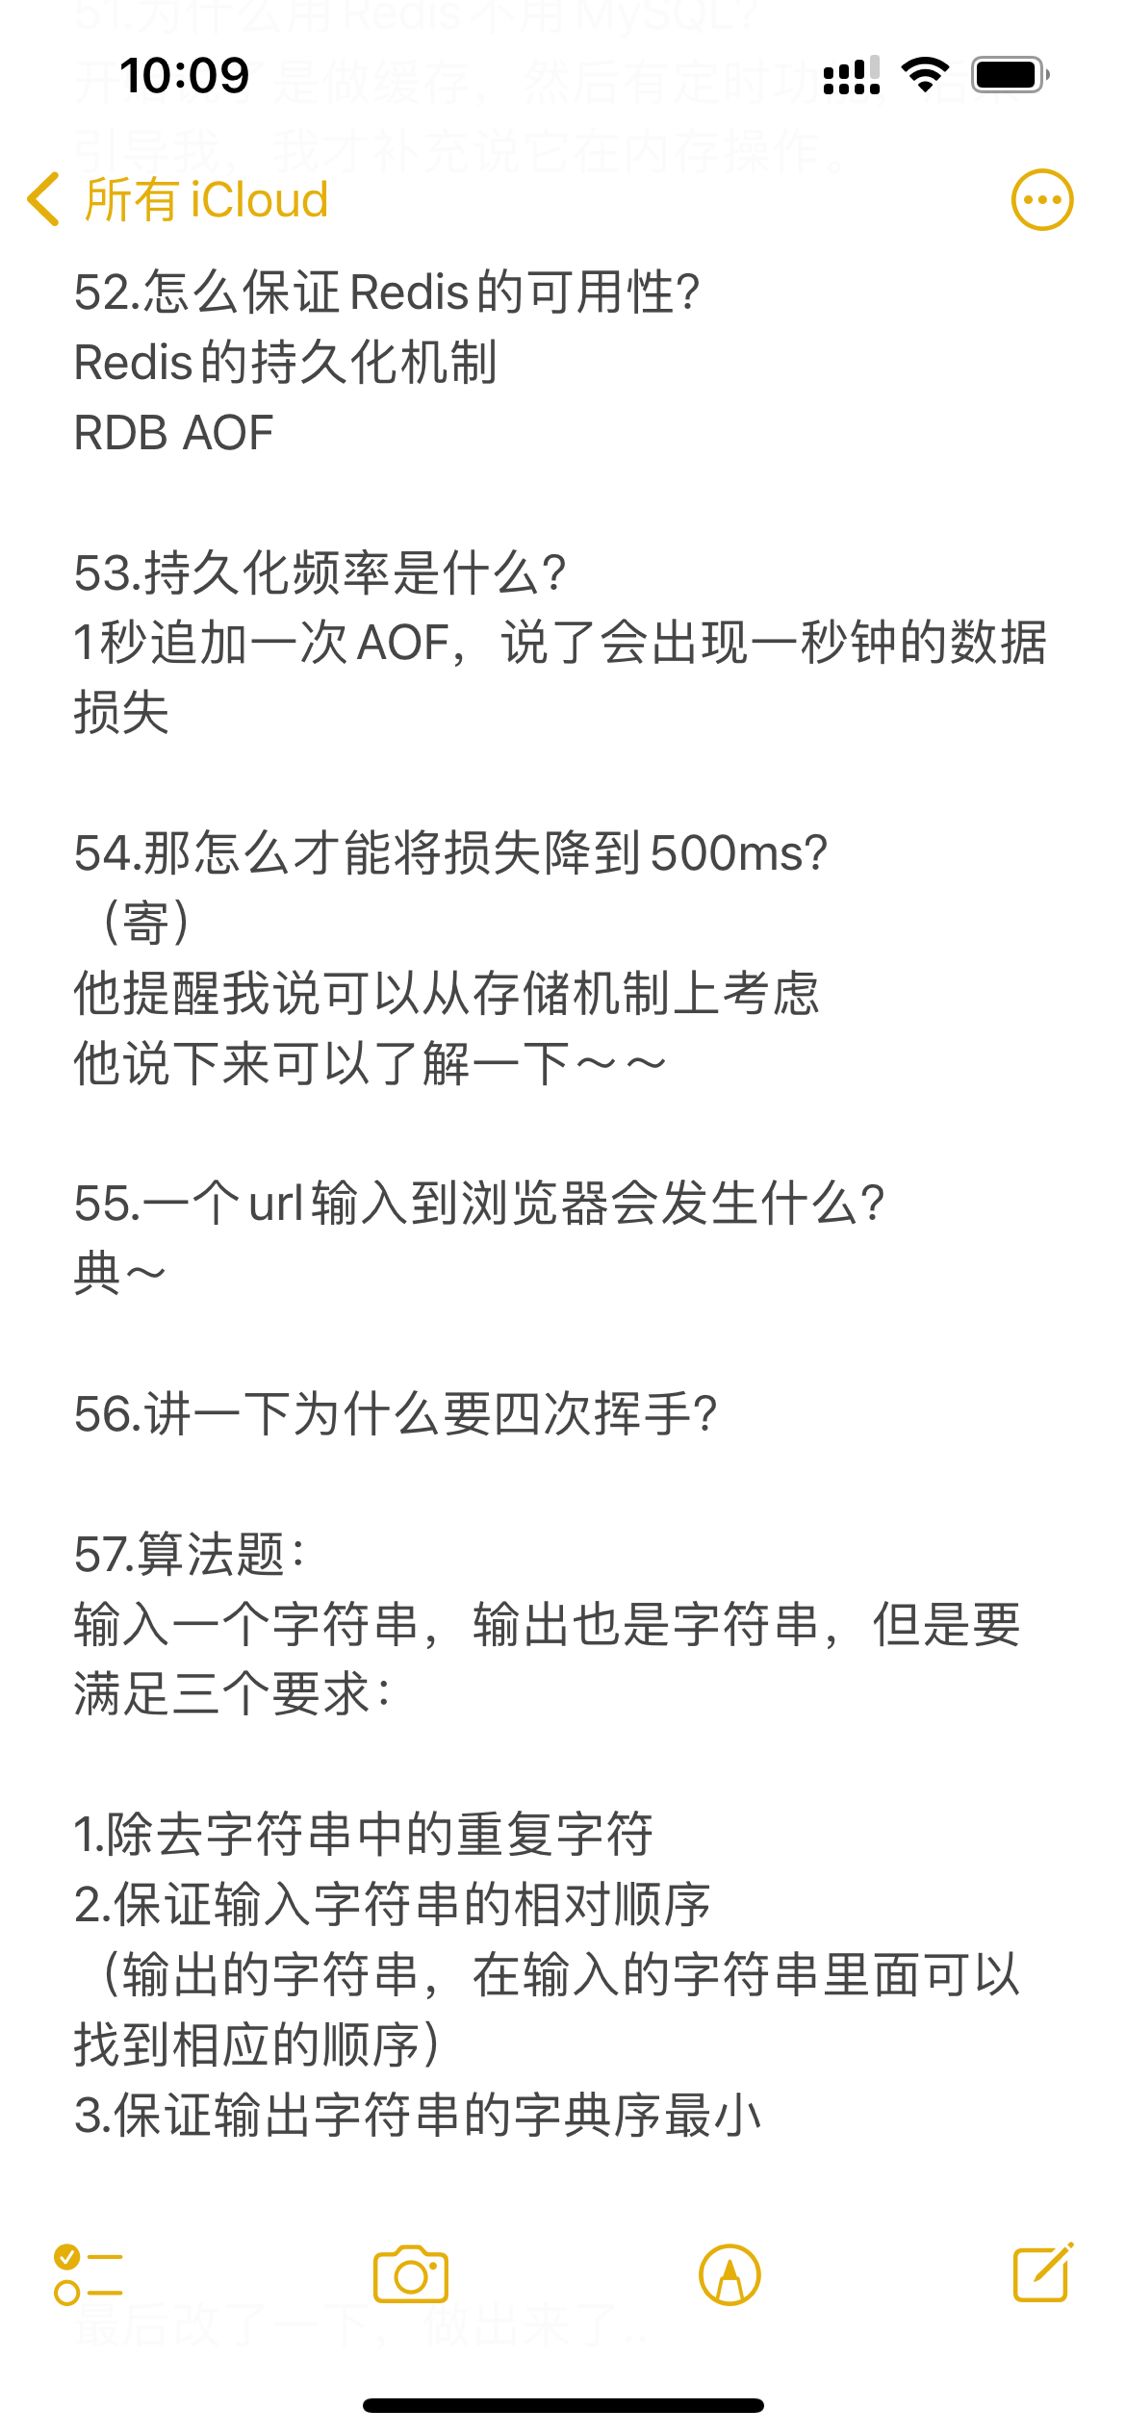 51.为什么用Redis不用MySQL?
10:09
引导我，我才补充说它在内存操作。
所有 iCloud
52.怎么保证Redis的可用性?
Redis的持久化机制
RDB AOF
53.持久化频率是什么?
1秒追加一次AOF，说了会出现一秒钟的数据
损失
54.那怎么才能将损失降到500ms?
（寄）
他提醒我说可以从存储机制上考虑
他说下来可以了解一下～～
55.一个url输入到浏览器会发生什么?
典～
56.讲一下为什么要四次挥手?
57.算法题：
输入一个字符串，输出也是字符串，但是要
满足三个要求：
1.除去字符串中的重复字符
2.保证输入字符串的相对顺序
（输出的字符串，在输入的字符串里面可以
找到相应的顺序）
3.保证输出字符串的字典序最小
最后改了一下，做出来了..